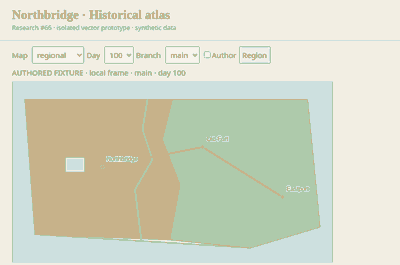 Northbridge · Historical atlas
Research #65 · isolated vector prototype · synthetic data
Map regional Day 100 Branch main Author Region
AUTHORED FIXTURE · local frame · main · day 100
Northbridge